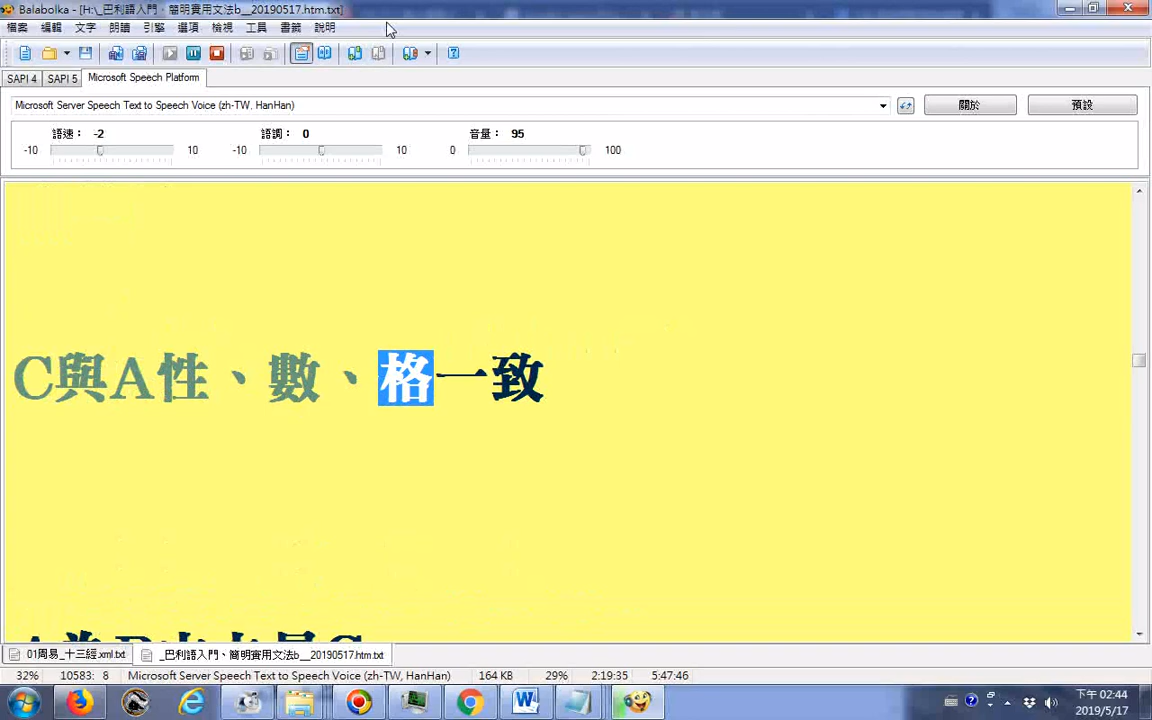 Balabolka - [H:\_巴利語入門、簡明實用文法b__20190517.htm.txt]
檔案 編輯 文字 朗讀 引擎 選項 檢視 工具 書籤 說明
SAPI 4 SAPI 5 Microsoft Speech Platform
Microsoft Server Speech Text to Speech Voice (zh-TW, HanHan) 關於 預設
語速： -2 語調： 0 音量： 95
-10 10 -10 10 0 100
C與A性、數、格一致
01周易_十三經.xml.txt _巴利語入門、簡明實用文法b__20190517.htm.txt
32% 10583: 8 Microsoft Server Speech Text to Speech Voice (zh-TW, HanHan) 164 KB 29% 2:19:35 5:47:46
下午 02:44
2019/5/17